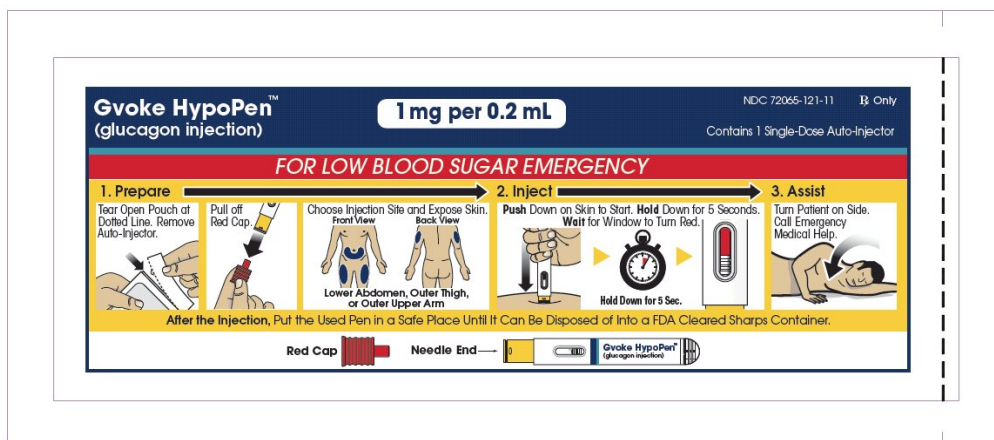 Gvoke HypoPen™
(glucagon injection)
1 mg per 0.2 mL
NDC 72065-121-11 ℞ Only
Contains 1 Single-Dose Auto-Injector
FOR LOW BLOOD SUGAR EMERGENCY
1. Prepare
Tear Open Pouch at
Dotted Line. Remove
Auto-Injector.
Pull off
Red Cap.
Choose Injection Site and Expose Skin.
Front View Back View
Lower Abdomen, Outer Thigh,
or Outer Upper Arm
2. Inject
Push Down on Skin to Start. Hold Down for 5 Seconds.
Wait for Window to Turn Red.
Hold Down for 5 Sec.
3. Assist
Turn Patient on Side.
Call Emergency
Medical Help.
After the Injection, Put the Used Pen in a Safe Place Until It Can Be Disposed of Into a FDA Cleared Sharps Container.
Red Cap
Needle End
Gvoke HypoPen™
(glucagon injection)